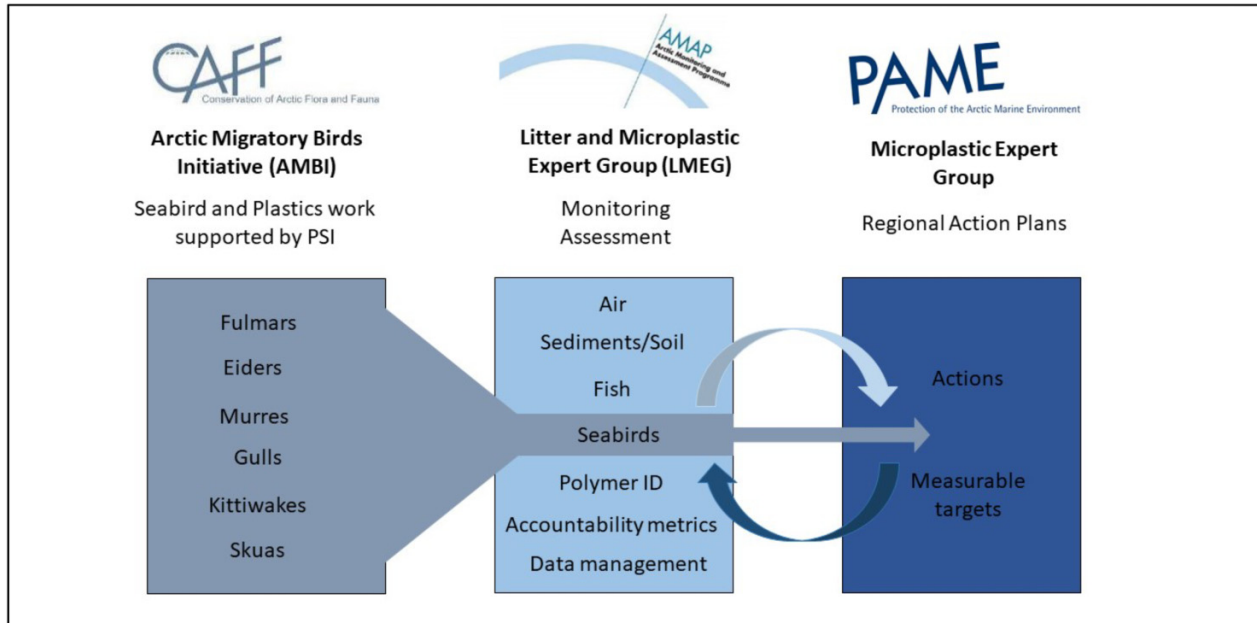 CAFF
Conservation of Arctic Flora and Fauna
Arctic Migratory Birds
Initiative (AMBI)
Seabird and Plastics work
supported by PSI
Fulmars
Eiders
Murres
Gulls
Kittiwakes
Skuas
AMAP
Arctic Monitoring and
Assessment Programme
Litter and Microplastic
Expert Group (LMEG)
Monitoring
Assessment
Air
Sediments/Soil
Fish
Seabirds
Polymer ID
Accountability metrics
Data management
PAME
Protection of the Arctic Marine Environment
Microplastic Expert
Group
Regional Action Plans
Actions
Measurable
targets